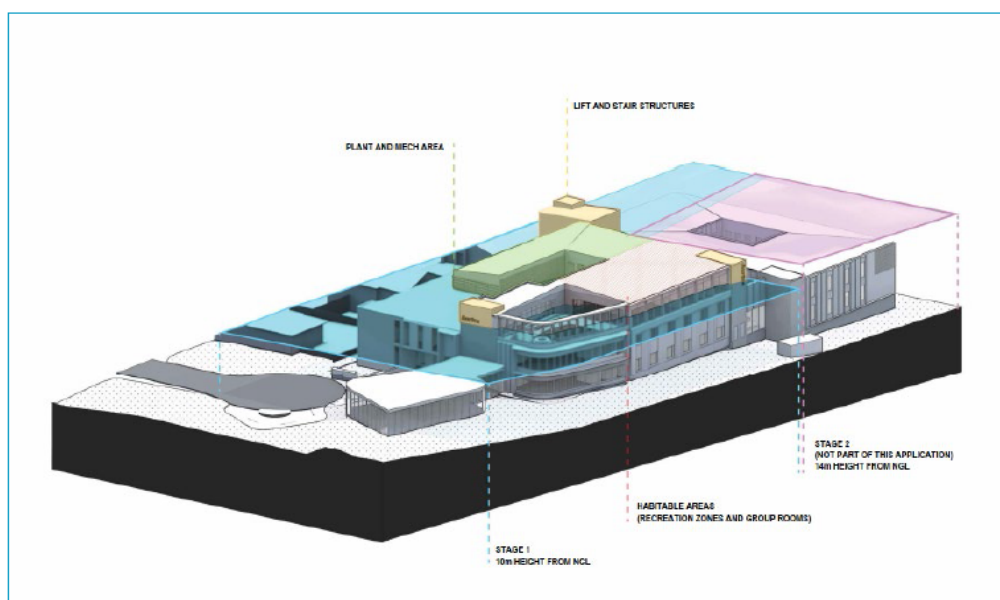 LIFT AND STAIR STRUCTURES
PLANT AND MECH AREA
STAGE 2
(NOT PART OF THIS APPLICATION)
14m HEIGHT FROM NGL
HABITABLE AREAS
(RECREATION ZONES AND GROUP ROOMS)
STAGE 1
10m HEIGHT FROM NGL